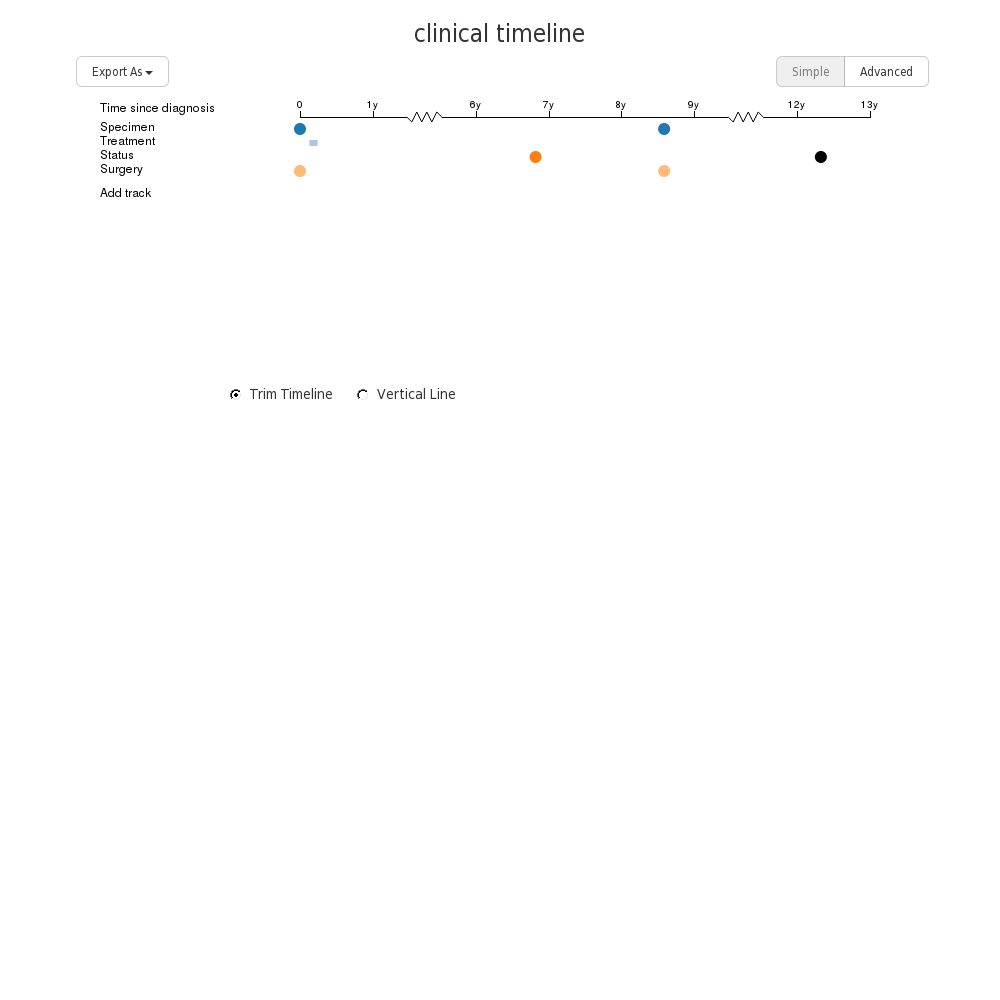 clinical timeline
Export As
Simple Advanced
Time since diagnosis 0 1y 6y 7y 8y 9y 12y 13y
Specimen
Treatment
Status
Surgery
Add track
Trim Timeline Vertical Line